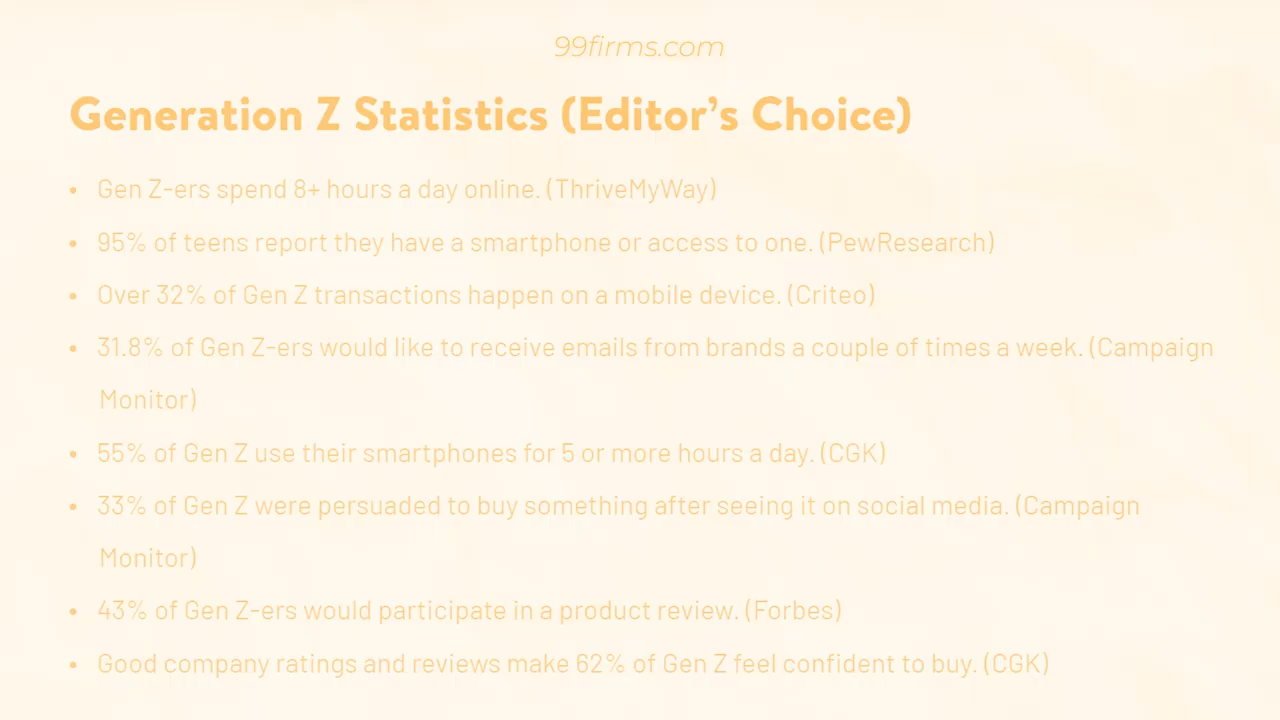 99firms.com
Generation Z Statistics (Editor’s Choice)
• Gen Z-ers spend 8+ hours a day online. (ThriveMyWay)
• 95% of teens report they have a smartphone or access to one. (PewResearch)
• Over 32% of Gen Z transactions happen on a mobile device. (Criteo)
• 31.8% of Gen Z-ers would like to receive emails from brands a couple of times a week. (Campaign
Monitor)
• 55% of Gen Z use their smartphones for 5 or more hours a day. (CGK)
• 33% of Gen Z were persuaded to buy something after seeing it on social media. (Campaign
Monitor)
• 43% of Gen Z-ers would participate in a product review. (Forbes)
• Good company ratings and reviews make 62% of Gen Z feel confident to buy. (CGK)